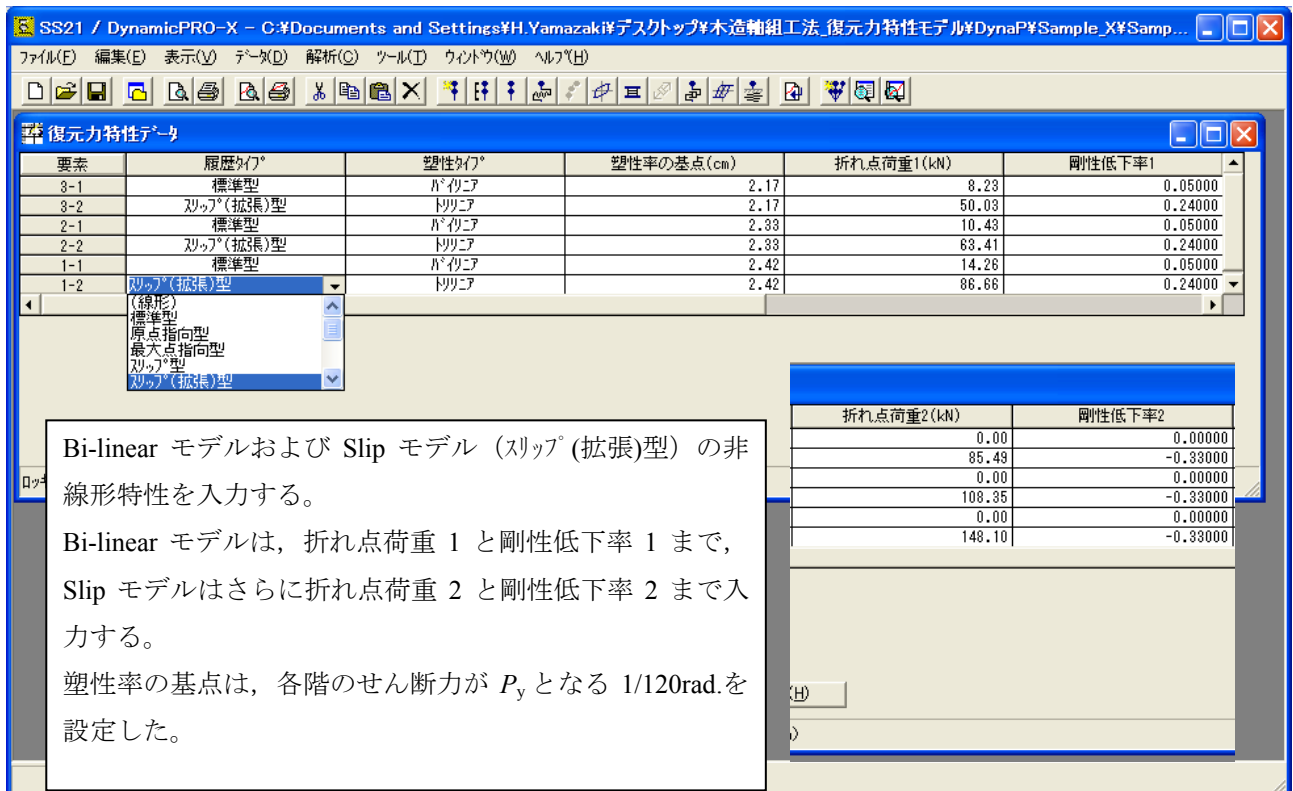 SS21 / DynamicPRO-X - C:¥Documents and Settings¥H.Yamazaki¥デスクトップ¥木造軸組工法_復元力特性モデル¥DynaP¥Sample_X¥Samp...
ファイル(F) 編集(E) 表示(V) データ(D) 解析(C) ツール(T) ウィンドウ(W) ヘルプ(H)
復元力特性データ
要素 履歴タイプ 塑性タイプ 塑性率の基点(cm) 折れ点荷重1(kN) 剛性低下率1
3-1 標準型 バイリニア 2.17 8.23 0.05000
3-2 スリップ(拡張)型 トリリニア 2.17 50.03 0.24000
2-1 標準型 バイリニア 2.33 10.43 0.05000
2-2 スリップ(拡張)型 トリリニア 2.33 63.41 0.24000
1-1 標準型 バイリニア 2.42 14.26 0.05000
1-2 スリップ(拡張)型 トリリニア 2.42 86.66 0.24000
(線形)
標準型
原点指向型
最大点指向型
スリップ型
スリップ(拡張)型
折れ点荷重2(kN) 剛性低下率2
0.00 0.00000
85.49 -0.33000
0.00 0.00000
108.35 -0.33000
0.00 0.00000
148.10 -0.33000
Bi-linear モデルおよび Slip モデル（スリップ(拡張)型）の非
線形特性を入力する。
Bi-linear モデルは，折れ点荷重 1 と剛性低下率 1 まで，
Slip モデルはさらに折れ点荷重 2 と剛性低下率 2 まで入
力する。
塑性率の基点は，各階のせん断力が Pyとなる 1/120rad.を
設定した。
(H)